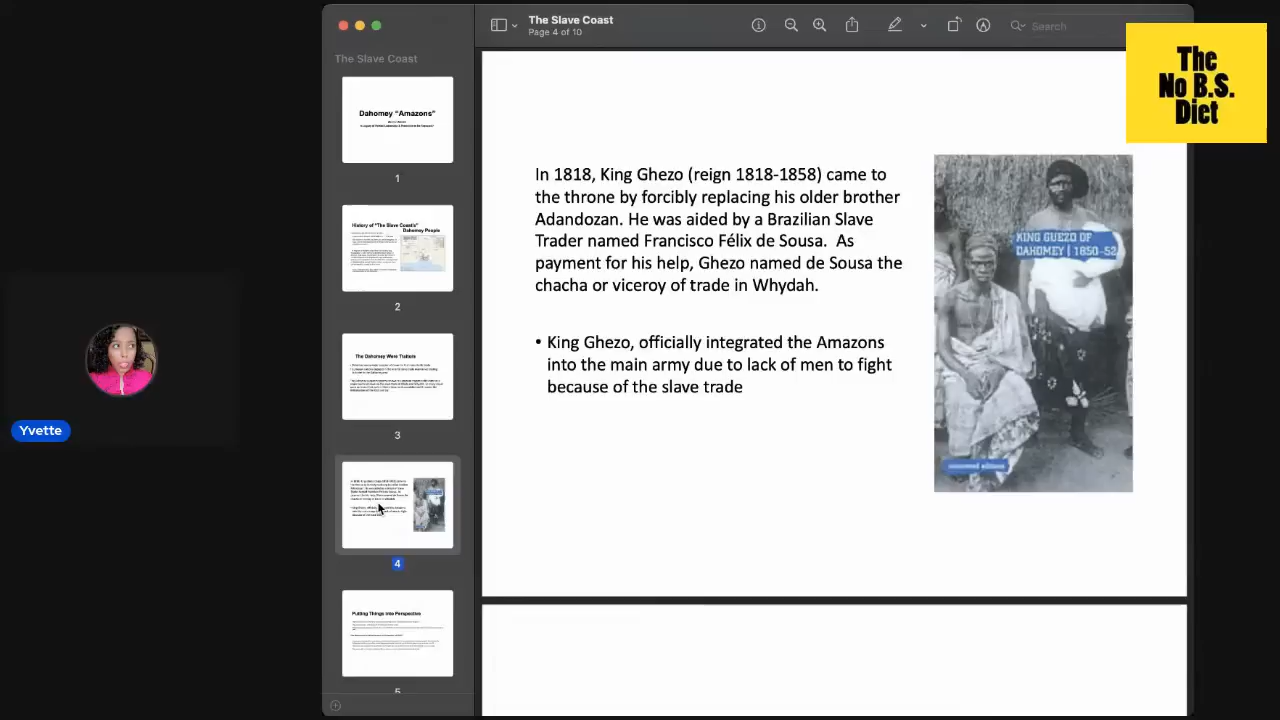 The Slave Coast
Page 4 of 10
Search
The
No B.S.
Diet
The Slave Coast
Dahomey “Amazons”
1
History of “The Slave Coast’s”
Dahomey People
2
The Dahomey Were Traitors
3
4
Putting Things Into Perspective
5
In 1818, King Ghezo (reign 1818-1858) came to
the throne by forcibly replacing his older brother
Adandozan. He was aided by a Brazilian Slave
Trader named Francisco Félix de Sousa.  As
payment for his help, Ghezo named de Sousa the
chacha or viceroy of trade in Whydah.
• King Ghezo, officially integrated the Amazons
into the main army due to lack of men to fight
because of the slave trade
KING GUEZO OF
DAHOMEY | 1850-52
Yvette